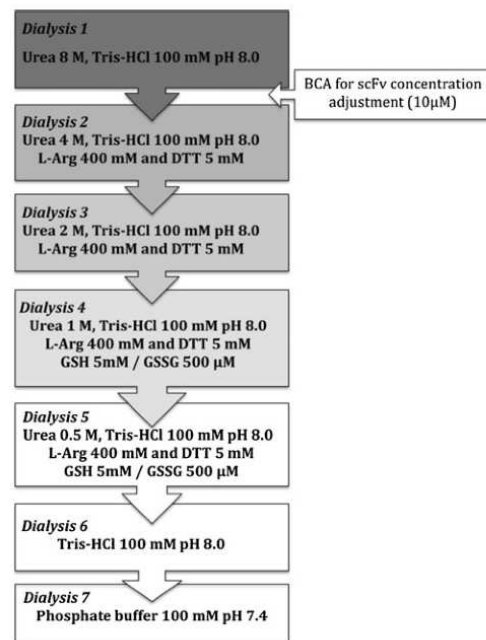 Dialysis 1
Urea 8 M, Tris-HCl 100 mM pH 8.0
BCA for scFv concentration
adjustment (10µM)
Dialysis 2
Urea 4 M, Tris-HCl 100 mM pH 8.0
L-Arg 400 mM and DTT 5 mM
Dialysis 3
Urea 2 M, Tris-HCl 100 mM pH 8.0
L-Arg 400 mM and DTT 5 mM
Dialysis 4
Urea 1 M, Tris-HCl 100 mM pH 8.0
L-Arg 400 mM and DTT 5 mM
GSH 5mM / GSSG 500 µM
Dialysis 5
Urea 0.5 M, Tris-HCl 100 mM pH 8.0
L-Arg 400 mM and DTT 5 mM
GSH 5mM / GSSG 500 µM
Dialysis 6
Tris-HCl 100 mM pH 8.0
Dialysis 7
Phosphate buffer 100 mM pH 7.4